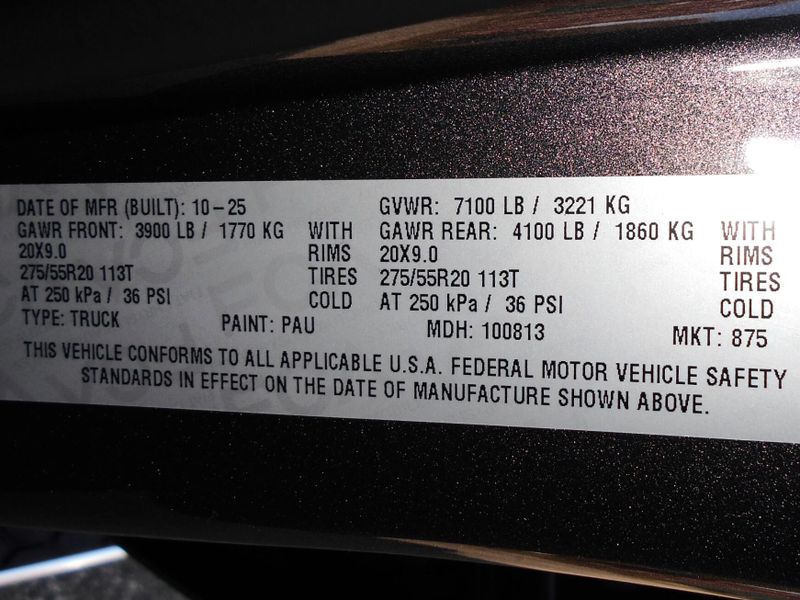 DATE OF MFR (BUILT): 10-25 GVWR: 7100 LB / 3221 KG
GAWR FRONT: 3900 LB / 1770 KG WITH GAWR REAR: 4100 LB / 1860 KG WITH
20X9.0 RIMS 20X9.0 RIMS
275/55R20 113T TIRES 275/55R20 113T TIRES
AT 250 kPa / 36 PSI COLD AT 250 kPa / 36 PSI COLD
TYPE: TRUCK PAINT: PAU MDH: 100813 MKT: 875
THIS VEHICLE CONFORMS TO ALL APPLICABLE U.S.A. FEDERAL MOTOR VEHICLE SAFETY
STANDARDS IN EFFECT ON THE DATE OF MANUFACTURE SHOWN ABOVE.